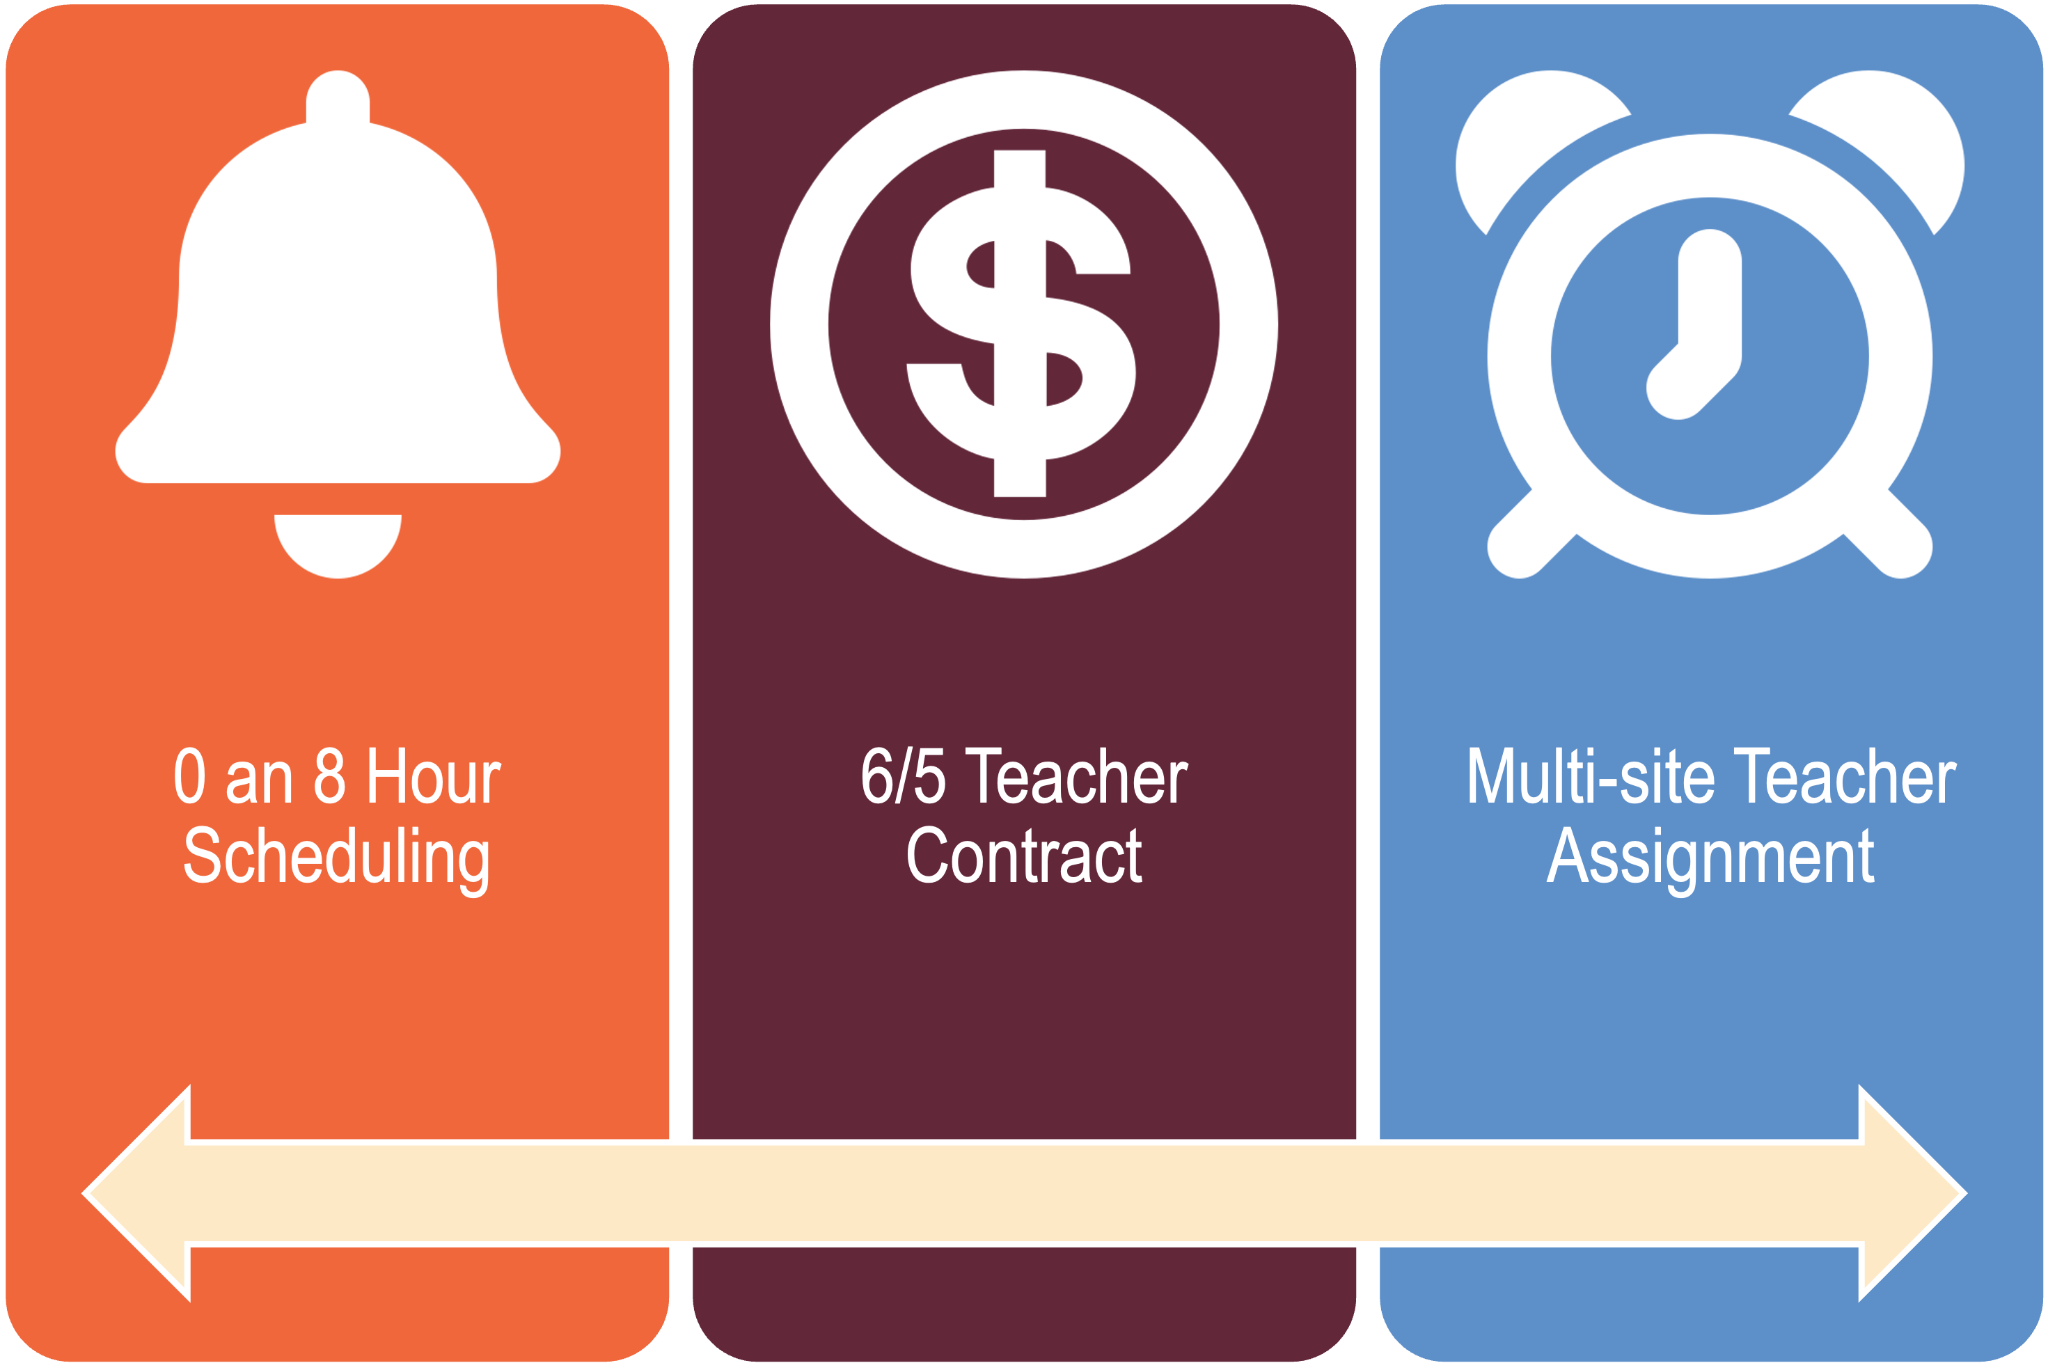 0 an 8 Hour
Scheduling
6/5 Teacher
Contract
Multi-site Teacher
Assignment